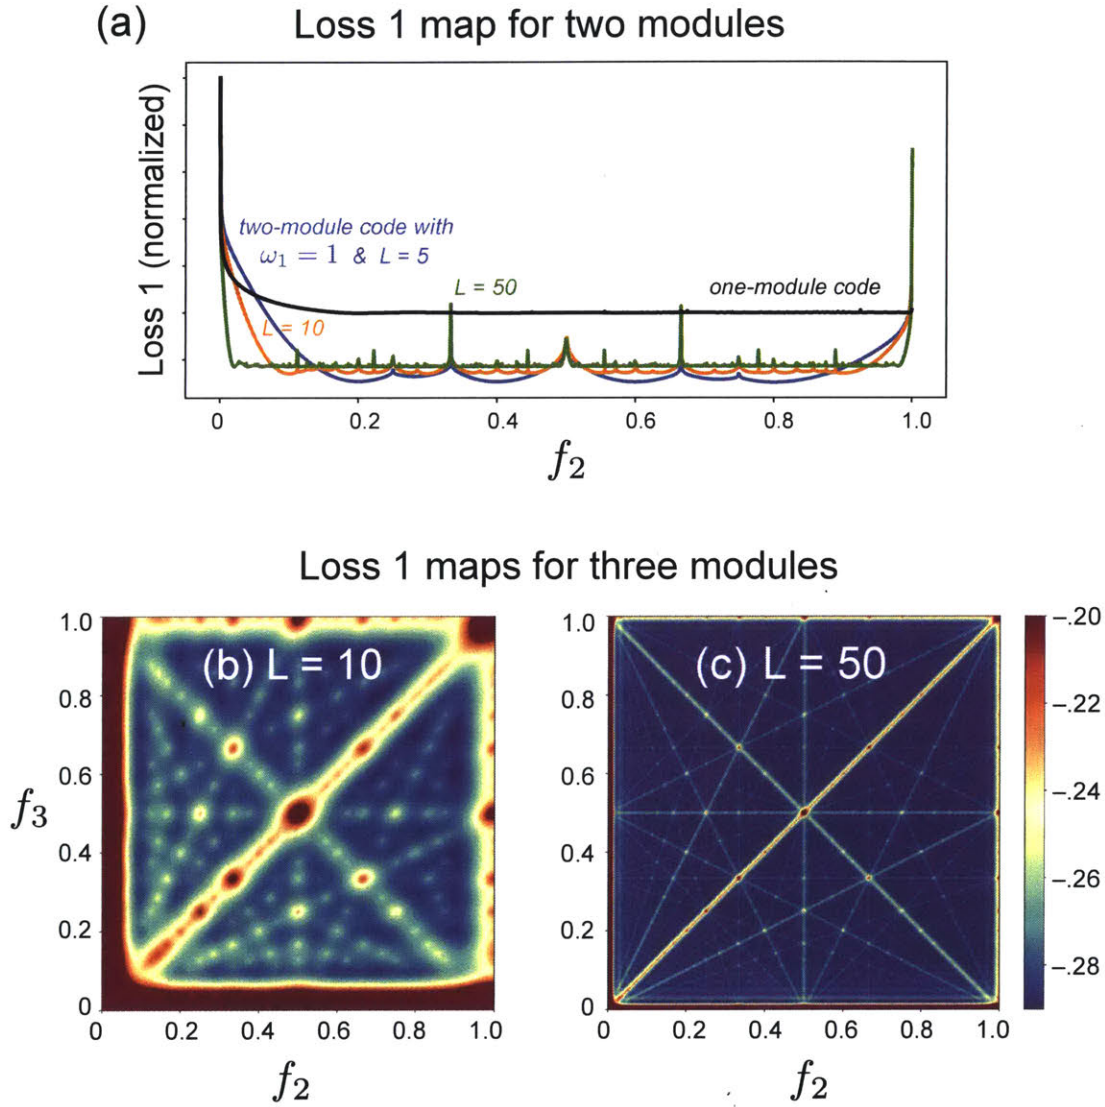 (a)
Loss 1 map for two modules
Loss 1 (normalized)
two-module code with
ω₁ = 1 & L = 5
L = 50
one-module code
L = 10
0 0.2 0.4 0.6 0.8 1.0
f₂
Loss 1 maps for three modules
(b) L = 10
1.0
0.8
0.6
0.4
0.2
0
f₃
0 0.2 0.4 0.6 0.8 1.0
f₂
(c) L = 50
1.0
0.8
0.6
0.4
0.2
0
0 0.2 0.4 0.6 0.8 1.0
f₂
–.20
–.22
–.24
–.26
–.28